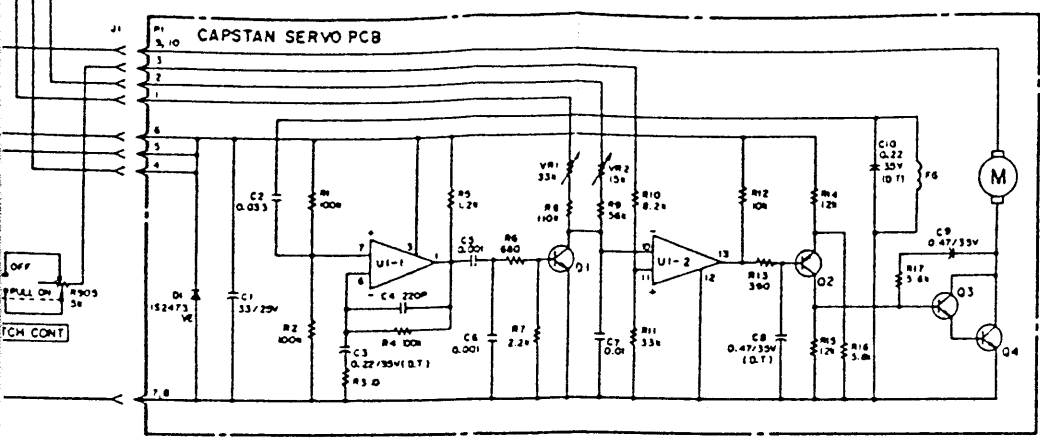 J1
P1
CAPSTAN SERVO PCB
9, 10
3
2
1
6
5
4
7, 8
OFF
PULL ON
R905
5k
TCH CONT
D1
1S2473
VE
C1
33/25V
C2
0.033
R1
100k
R2
100k
+
7
6
-
U1-1
3
1
R5
1.2k
C4 220P
R4 100k
C3
0.22/35V(D.T)
R3 10
C5
0.001
R6
680
C6
0.001
R7
2.2k
Q1
VR1
33k
R8
110k
VR2
15k
R9
56k
C7
0.01
R10
8.2k
R11
33k
-
10
11
+
U1-2
13
12
R12
10k
R13
390
C8
0.47/35V
(D.T)
R14
12k
Q2
R15
12k
R16
5.8k
C10
0.22
35V
(D.T)
FG
C9
0.47/35V
R17
5.6k
Q3
Q4
M